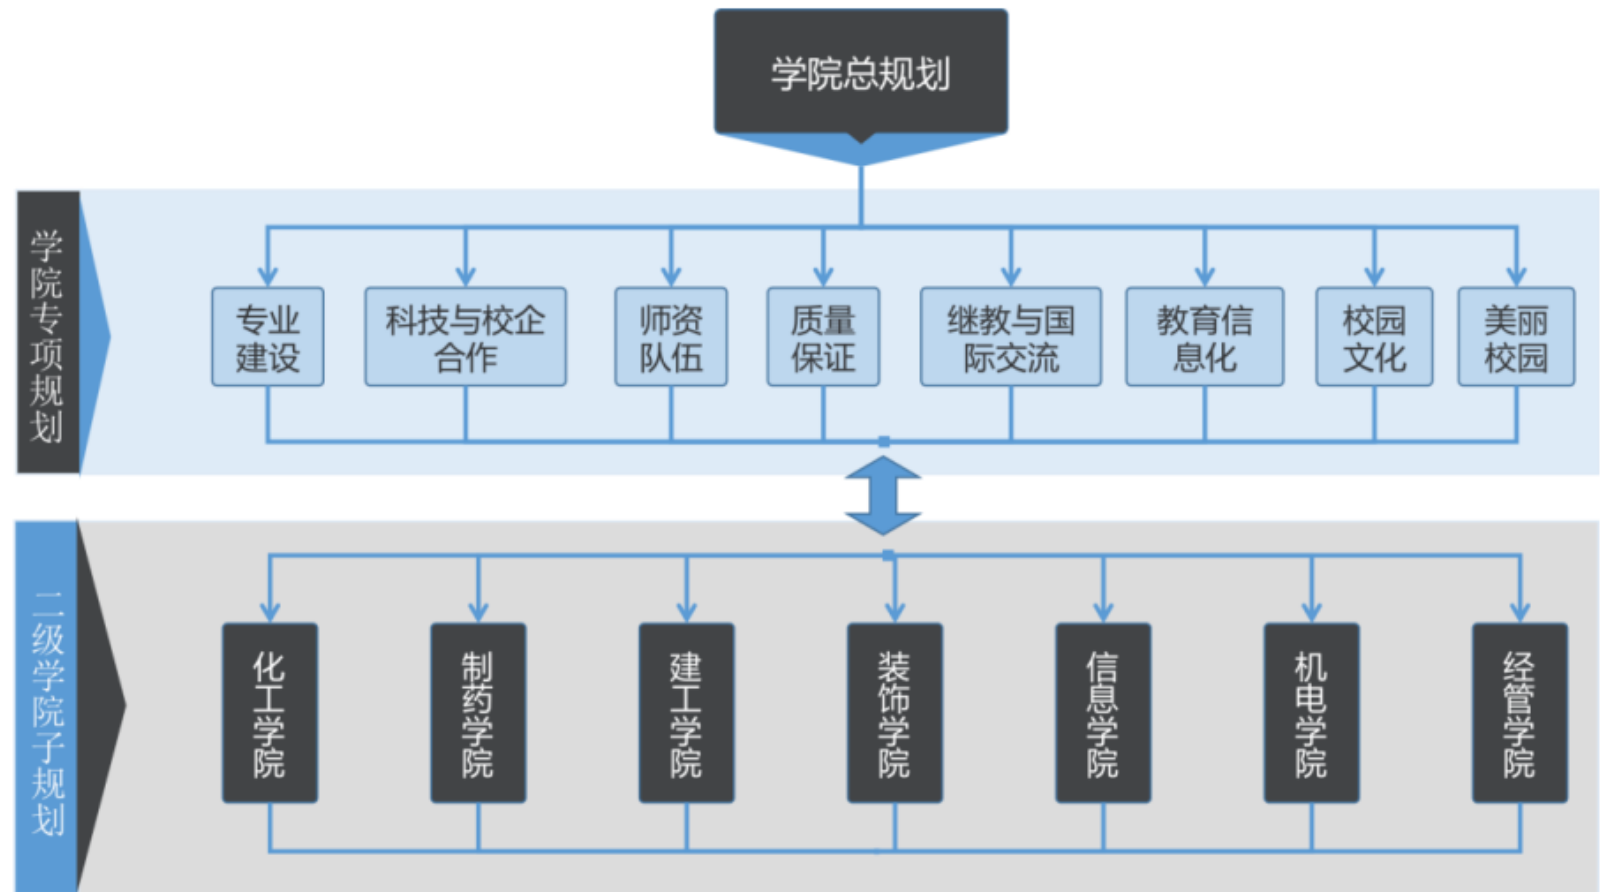 学院总规划
学院专项规划
专业
建设
科技与校企
合作
师资
队伍
质量
保证
继教与国
际交流
教育信
息化
校园
文化
美丽
校园
二级学院子规划
化工学院
制药学院
建工学院
装饰学院
信息学院
机电学院
经管学院